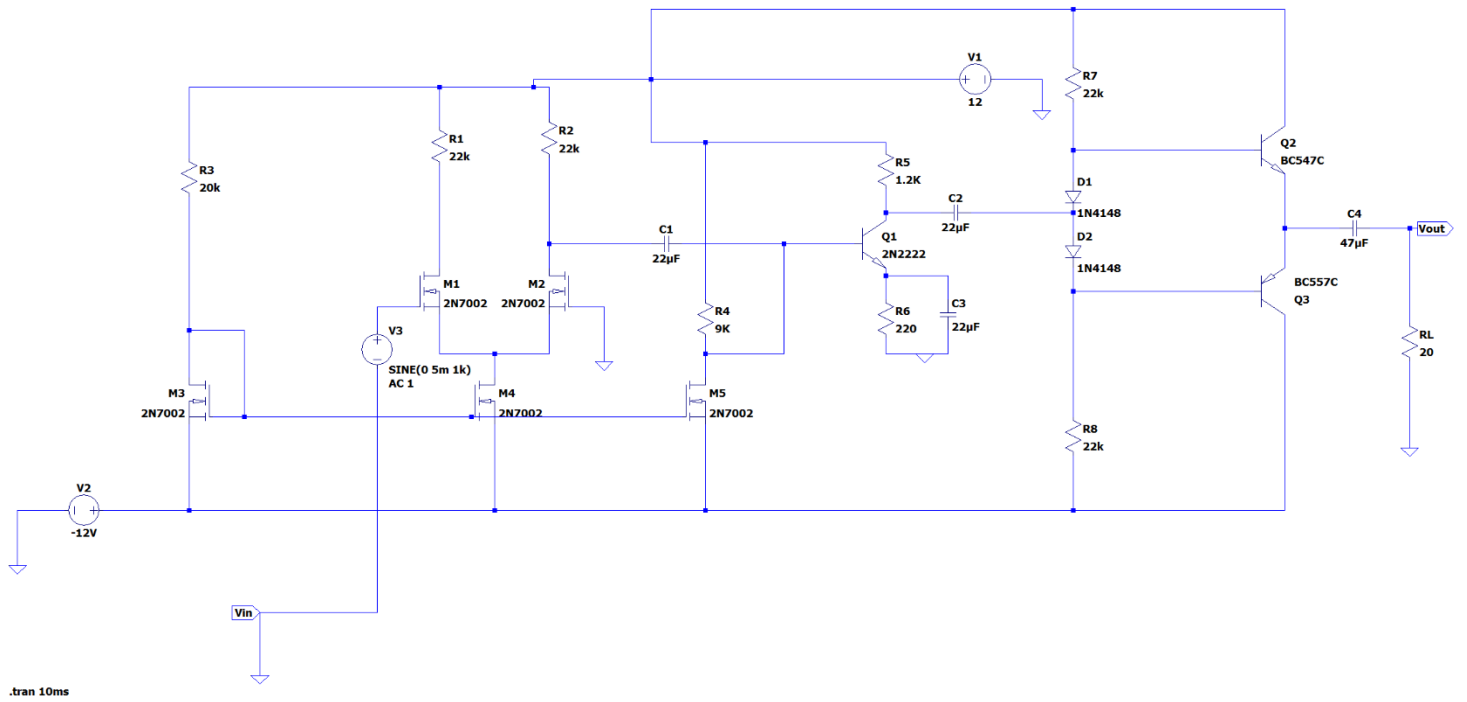 V1
12
R7
22k
R1
22k
R2
22k
Q2
BC547C
R3
20k
R5
1.2K
D1
1N4148
C2
22µF
C4
47µF
Vout
C1
22µF
Q1
2N2222
D2
1N4148
M1
2N7002
M2
2N7002
BC557C
Q3
R4
9K
R6
220
C3
22µF
V3
SINE(0 5m 1k)
AC 1
RL
20
M3
2N7002
M4
2N7002
M5
2N7002
R8
22k
V2
-12V
Vin
.tran 10ms